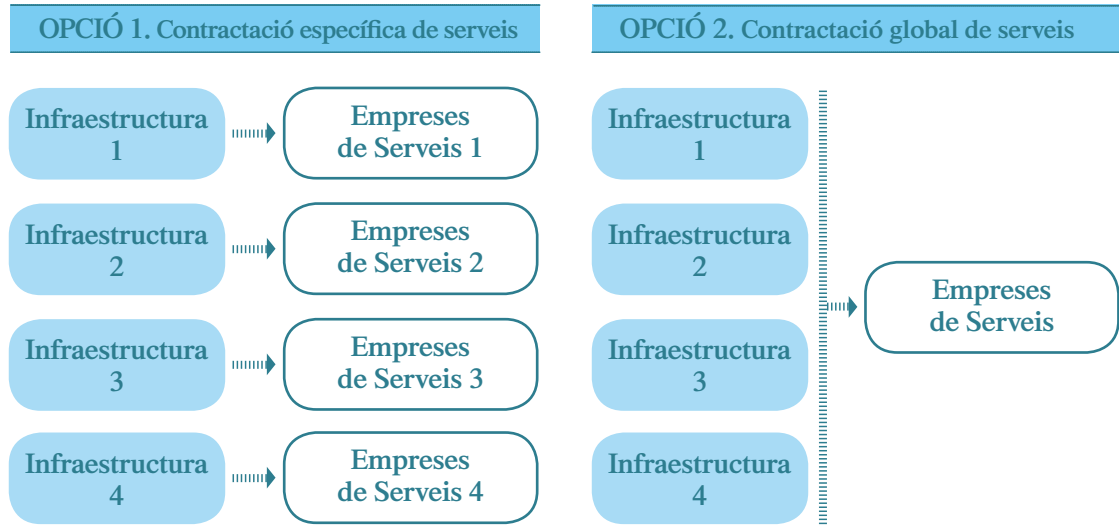 OPCIÓ 1. Contractació específica de serveis
Infraestructura
1
Empreses
de Serveis 1
Infraestructura
2
Empreses
de Serveis 2
Infraestructura
3
Empreses
de Serveis 3
Infraestructura
4
Empreses
de Serveis 4
OPCIÓ 2. Contractació global de serveis
Infraestructura
1
Infraestructura
2
Infraestructura
3
Infraestructura
4
Empreses
de Serveis